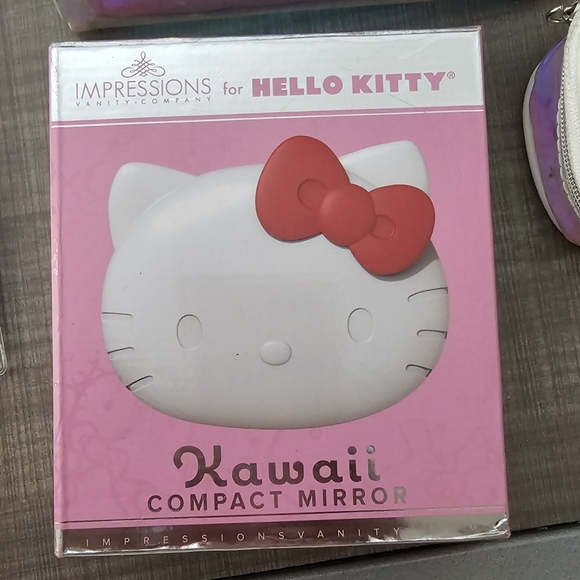 IMPRESSIONS for HELLO KITTY®
VANITY • COMPANY
Kawaii
COMPACT MIRROR
IMPRESSIONSVANITY